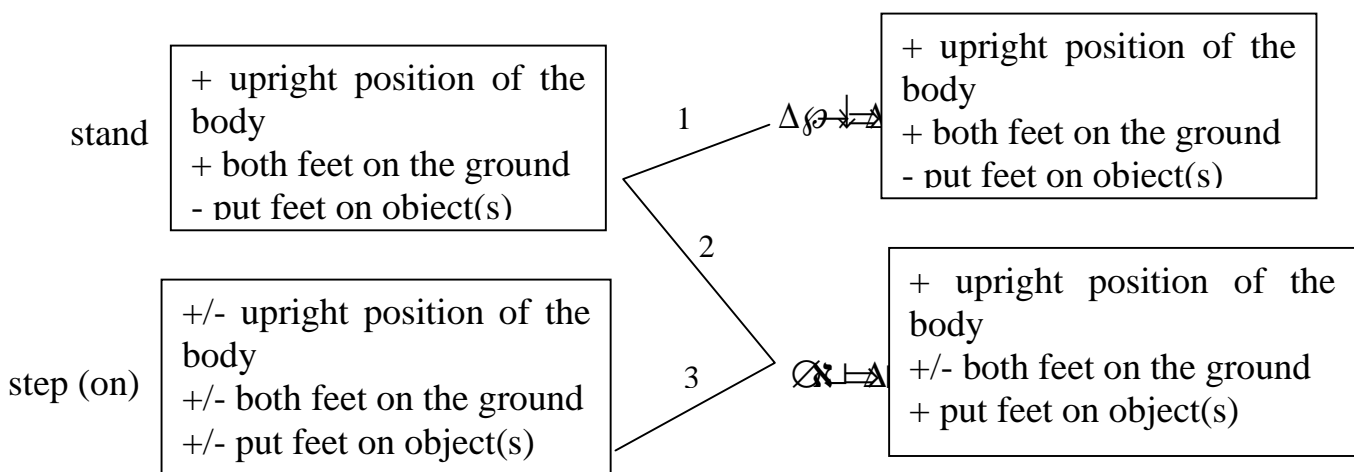 stand
+ upright position of the
body
+ both feet on the ground
- put feet on object(s)
1
+ upright position of the
body
+ both feet on the ground
- put feet on object(s)
2
step (on)
+/- upright position of the
body
+/- both feet on the ground
+/- put feet on object(s)
3
+ upright position of the
body
+/- both feet on the ground
+ put feet on object(s)